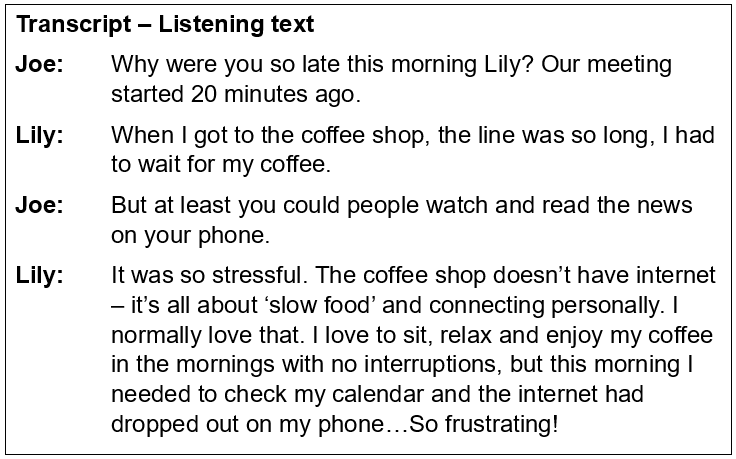 Transcript – Listening text
Joe: Why were you so late this morning Lily? Our meeting
started 20 minutes ago.
Lily: When I got to the coffee shop, the line was so long, I had
to wait for my coffee.
Joe: But at least you could people watch and read the news
on your phone.
Lily: It was so stressful. The coffee shop doesn’t have internet
– it’s all about ‘slow food’ and connecting personally. I
normally love that. I love to sit, relax and enjoy my coffee
in the mornings with no interruptions, but this morning I
needed to check my calendar and the internet had
dropped out on my phone…So frustrating!